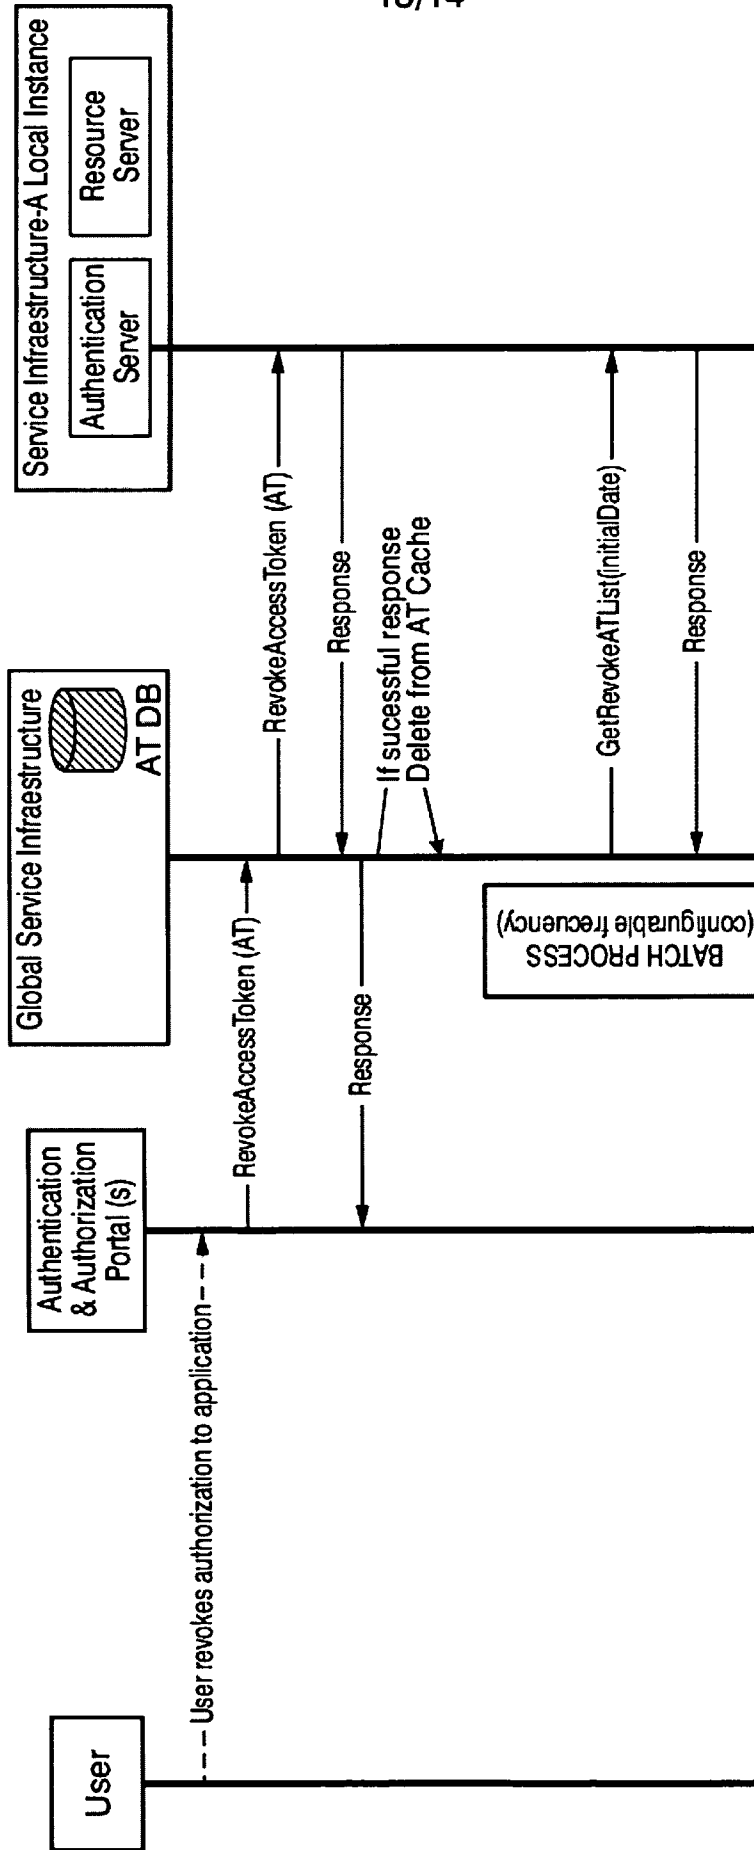 User
Authentication
& Authorization
Portal (s)
Global Service Infraestructure
AT DB
Service Infraestructure-A Local Instance
Authentication
Server
Resource
Server
User revokes authorization to application
RevokeAccessToken (AT)
RevokeAccessToken (AT)
Response
Response
If sucessful response
Delete from AT Cache
BATCH PROCESS
(configurable frecuency)
GetRevokeATList(initialDate)
Response